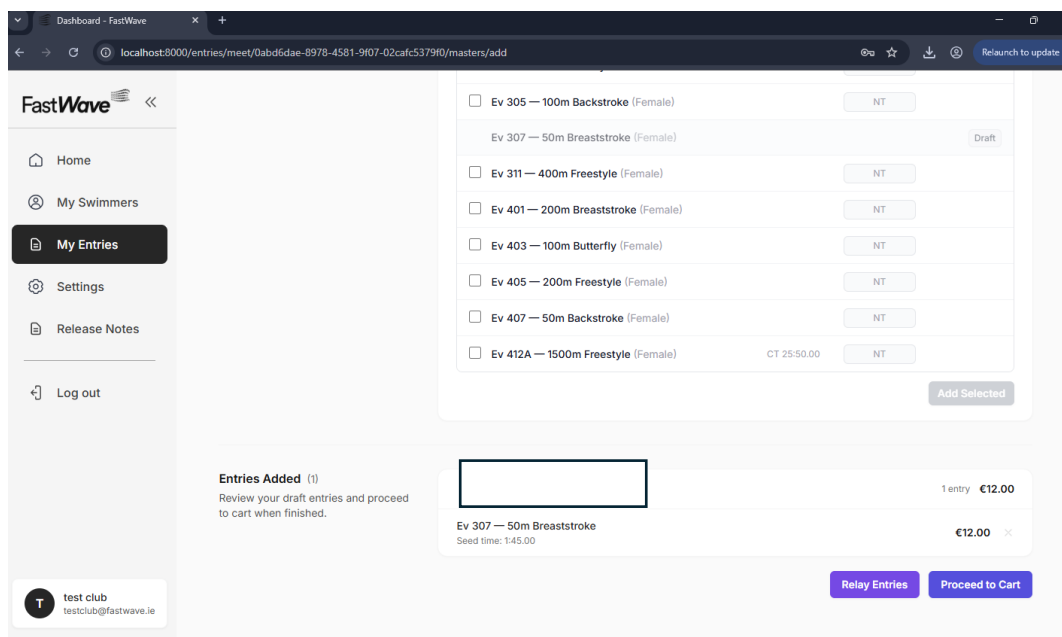 Dashboard - FastWave
localhost:8000/entries/meet/0abd6dae-8978-4581-9f07-02cafc5379f0/masters/add
Relaunch to update
FastWave
Home
My Swimmers
My Entries
Settings
Release Notes
Log out
T
test club
testclub@fastwave.ie
Ev 305 — 100m Backstroke (Female) NT
Ev 307 — 50m Breaststroke (Female) Draft
Ev 311 — 400m Freestyle (Female) NT
Ev 401 — 200m Breaststroke (Female) NT
Ev 403 — 100m Butterfly (Female) NT
Ev 405 — 200m Freestyle (Female) NT
Ev 407 — 50m Backstroke (Female) NT
Ev 412A — 1500m Freestyle (Female) CT 25:50.00 NT
Add Selected
Entries Added (1)
Review your draft entries and proceed
to cart when finished.
1 entry €12.00
Ev 307 — 50m Breaststroke
Seed time: 1:45.00
€12.00
Relay Entries
Proceed to Cart